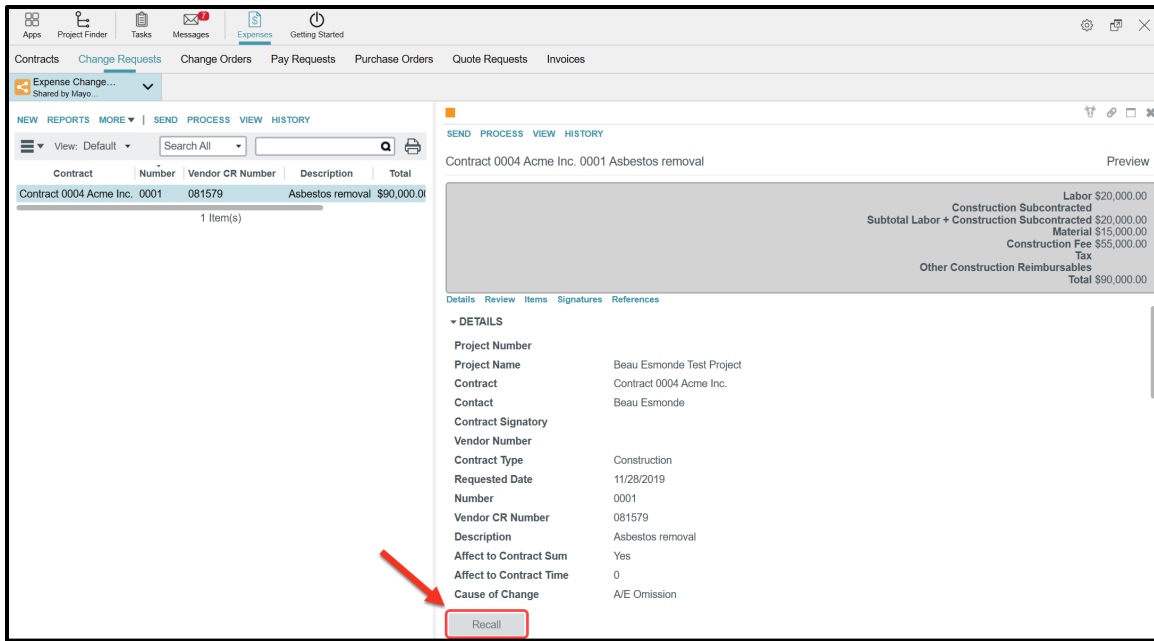 Apps Project Finder Tasks Messages 7 Expenses Getting Started
Contracts Change Requests Change Orders Pay Requests Purchase Orders Quote Requests Invoices
Expense Change...
Shared by Mayo...
NEW REPORTS MORE | SEND PROCESS VIEW HISTORY
View: Default Search All
Contract Number Vendor CR Number Description Total
Contract 0004 Acme Inc. 0001 081579 Asbestos removal $90,000.00
1 Item(s)
SEND PROCESS VIEW HISTORY
Contract 0004 Acme Inc. 0001 Asbestos removal Preview
Labor $20,000.00
Construction Subcontracted
Subtotal Labor + Construction Subcontracted $20,000.00
Material $15,000.00
Construction Fee $55,000.00
Tax
Other Construction Reimbursables
Total $90,000.00
Details Review Items Signatures References
DETAILS
Project Number
Project Name Beau Esmonde Test Project
Contract Contract 0004 Acme Inc.
Contact Beau Esmonde
Contract Signatory
Vendor Number
Contract Type Construction
Requested Date 11/28/2019
Number 0001
Vendor CR Number 081579
Description Asbestos removal
Affect to Contract Sum Yes
Affect to Contract Time 0
Cause of Change A/E Omission
Recall